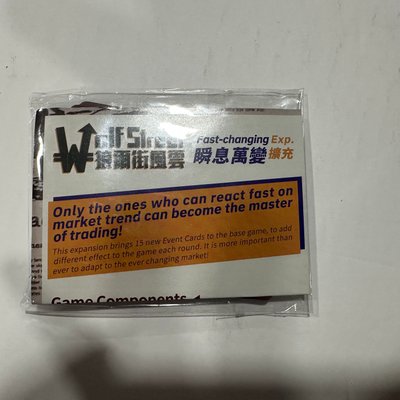 Wolf Street
狼爾街風雲
Fast-changing Exp.
瞬息萬變 擴充
Only the ones who can react fast on
market trend can become the master
of trading!
This expansion brings 15 new Event Cards to the base game, to add
different effect to the game each round. It is more important than
ever to adapt to the ever changing market!
Game Components